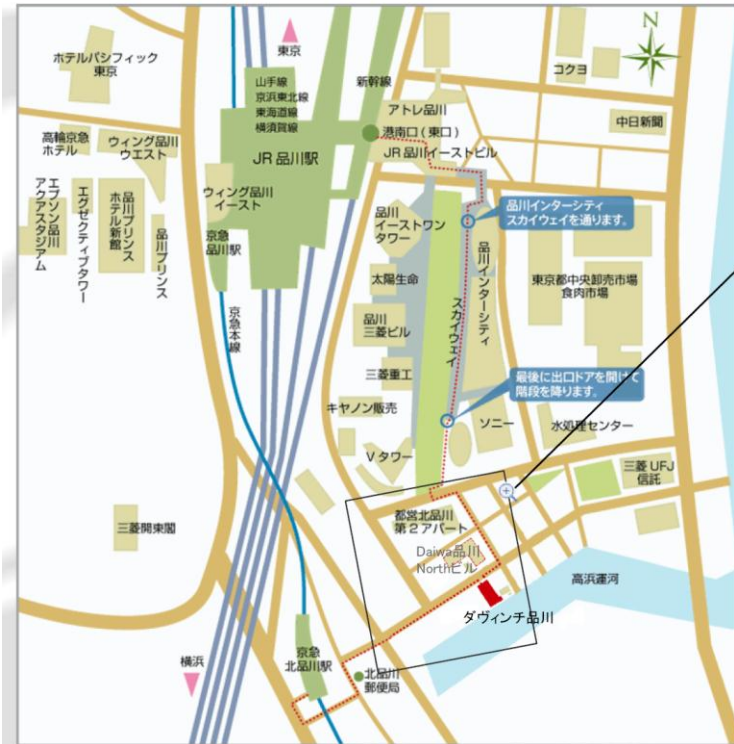 N
東京
ホテルパシフィック
東京
新幹線
コクヨ
山手線
京浜東北線
東海道線
横須賀線
アトレ品川
港南口(東口)
中日新聞
高輪京急
ホテル
ウィング品川
ウエスト
JR 品川駅
JR 品川イーストビル
エプソン品川
アクアスタジアム
エグゼクティブタワー
品川プリンス
ホテル新館
品川プリンス
ウィング品川
イースト
京急
品川駅
品川
イーストワン
タワー
品川インターシティ
スカイウェイを通ります。
品川インターシティ
東京都中央卸売市場
食肉市場
太陽生命
スカイウェイ
京急本線
品川
三菱ビル
三菱重工
最後に出口ドアを開けて
階段を降ります。
キヤノン販売
ソニー
水処理センター
V タワー
三菱 UFJ
信託
都営北品川
第2アパート
三菱開東閣
Daiwa品川
Northビル
高浜運河
ダヴィンチ品川
京急
北品川駅
横浜
北品川
郵便局